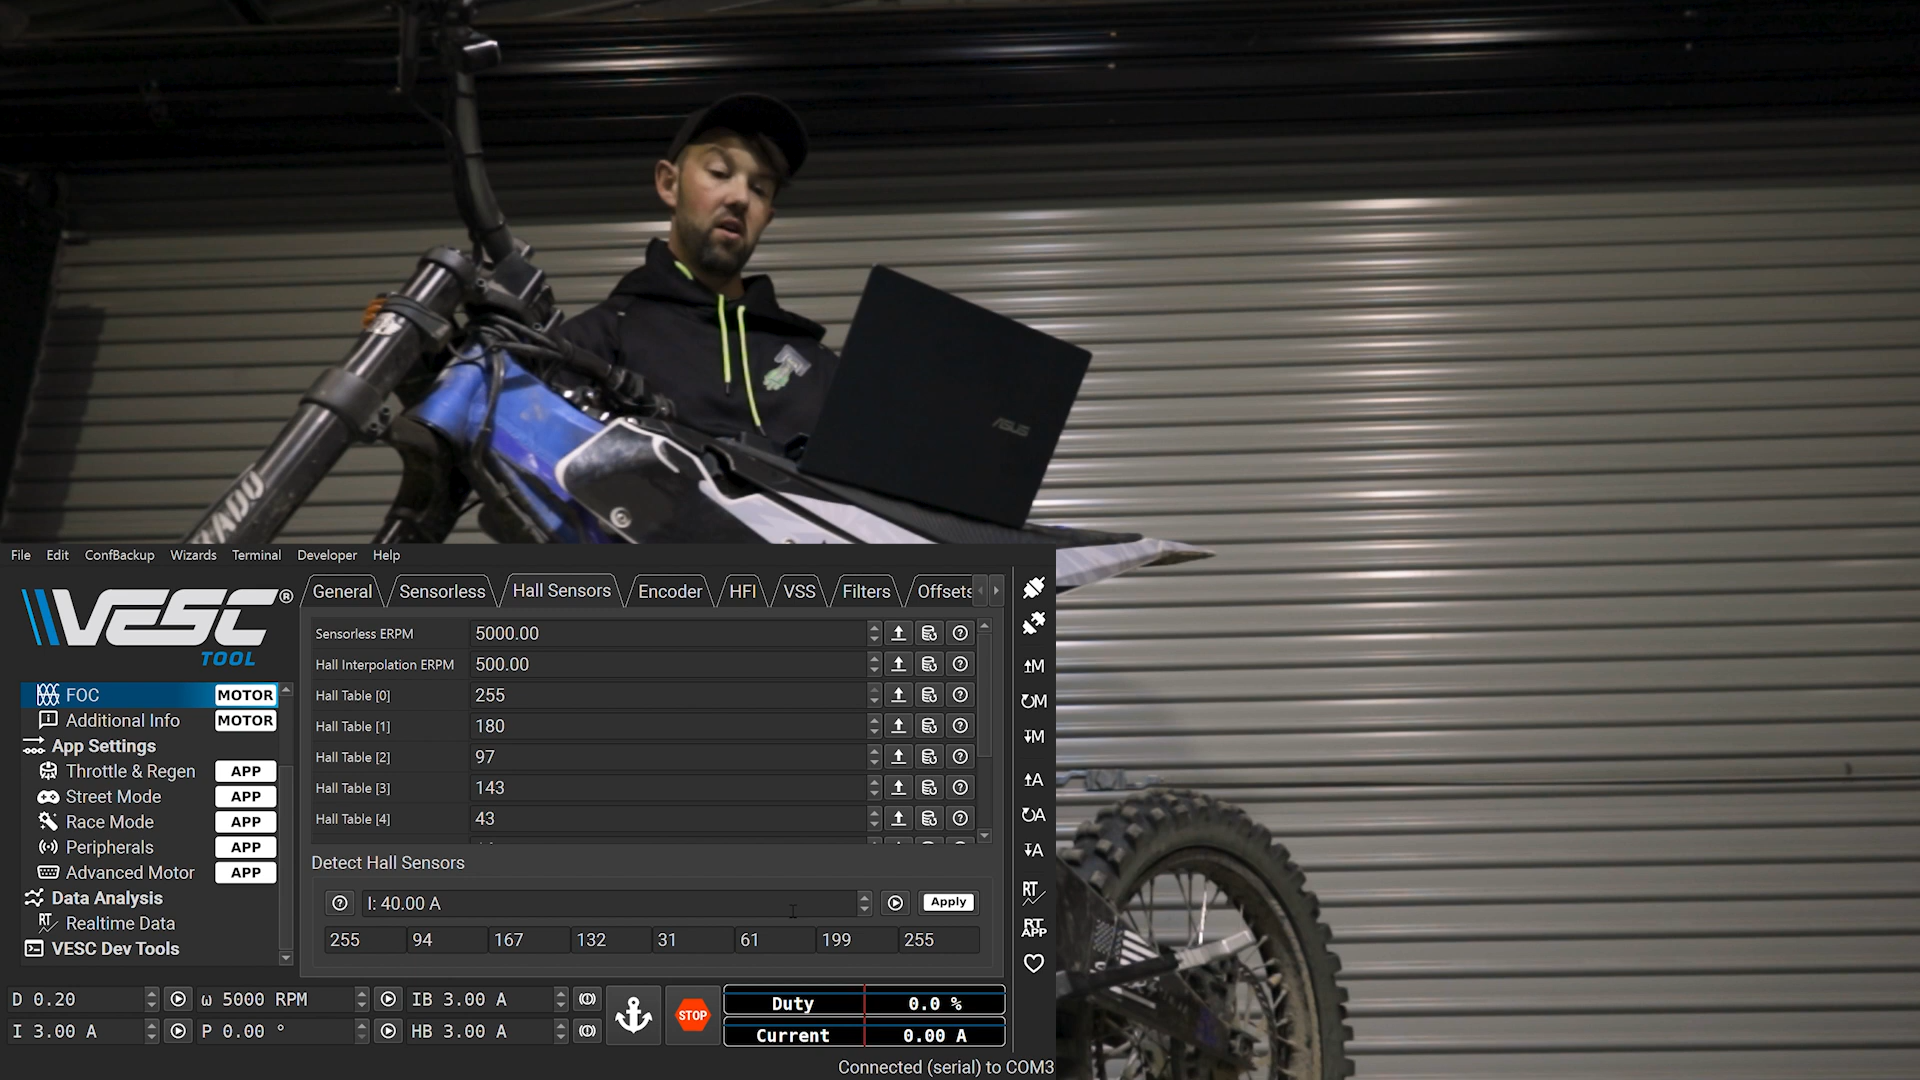 ASUS
File Edit ConfBackup Wizards Terminal Developer Help
VESC®
TOOL
General Sensorless Hall Sensors Encoder HFI VSS Filters Offsets
Sensorless ERPM 5000.00
Hall Interpolation ERPM 500.00
Hall Table [0] 255
Hall Table [1] 180
Hall Table [2] 97
Hall Table [3] 143
Hall Table [4] 43
FOC MOTOR
Additional Info MOTOR
App Settings
Throttle & Regen APP
Street Mode APP
Race Mode APP
Peripherals APP
Advanced Motor APP
Data Analysis
RT Realtime Data
VESC Dev Tools
Detect Hall Sensors
I: 40.00 A Apply
255 94 167 132 31 61 199 255
M
M
M
A
A
A
RT
RT
APP
D 0.20 ω 5000 RPM IB 3.00 A
I 3.00 A P 0.00 ° HB 3.00 A
STOP
Duty 0.0 %
Current 0.00 A
Connected (serial) to COM3